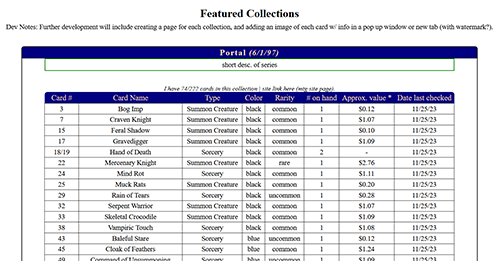 Featured Collections
Dev Notes: Further development will include creating a page for each collection, and adding an image of each card w/ info in a pop up window or new tab (with watermark?).
Portal (6/1/97)
short desc. of series
I have 74/222 cards in this collection | site link here (mtg site page)
Card # Card Name Type Color Rarity # on hand Approx. value * Date last checked
3 Bog Imp Summon Creature black common 1 $0.12 11/25/23
7 Craven Knight Summon Creature black common 1 $1.07 11/25/23
15 Feral Shadow Summon Creature black common 1 $0.10 11/25/23
17 Gravedigger Summon Creature black common 1 $1.09 11/25/23
18/19 Hand of Death Sorcery black common 2 - 11/25/23
22 Mercenary Knight Summon Creature black rare 1 $2.76 11/25/23
24 Mind Rot Sorcery black common 1 $1.11 11/25/23
25 Muck Rats Summon Creature black common 1 $0.20 11/25/23
29 Rain of Tears Sorcery black uncommon 1 $0.28 11/25/23
32 Serpent Warrior Summon Creature black common 1 $1.07 11/25/23
33 Skeletal Crocodile Summon Creature black common 1 $1.09 11/25/23
38 Vampiric Touch Sorcery black common 1 $1.08 11/25/23
43 Baleful Stare Sorcery blue uncommon 1 $0.12 11/25/23
45 Cloak of Feathers Sorcery blue common 1 $1.24 11/25/23
49 Command of Unsummoning Sorcery blue uncommon 1 $1.09 11/25/23